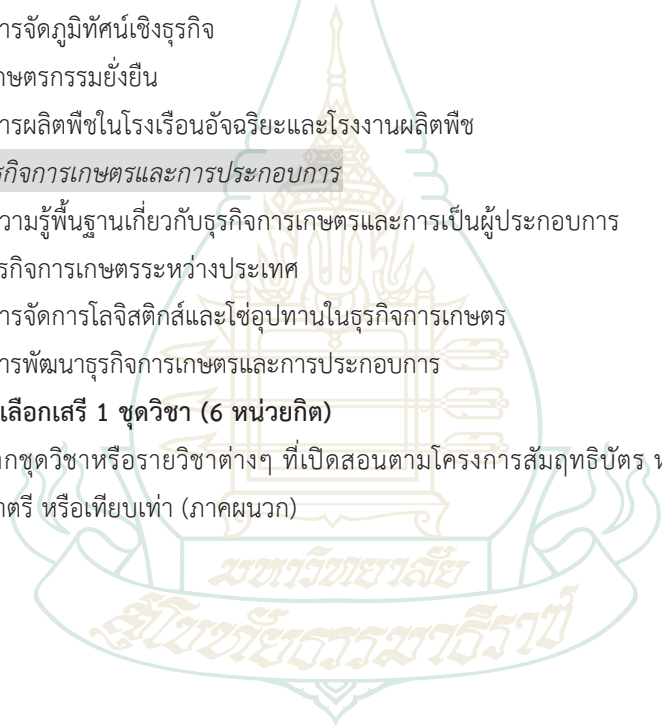 ารจัดภูมิทัศน์เชิงธุรกิจ
กษตรกรรมยั่งยืน
ารผลิตพืชในโรงเรือนอัจฉริยะและโรงงานผลิตพืช
รกิจการเกษตรและการประกอบการ
วามรู้พื้นฐานเกี่ยวกับธุรกิจการเกษตรและการเป็นผู้ประกอบการ
ุรกิจการเกษตรระหว่างประเทศ
ารจัดการโลจิสติกส์และโซ่อุปทานในธุรกิจการเกษตร
ารพัฒนาธุรกิจการเกษตรและการประกอบการ
เลือกเสรี 1 ชุดวิชา (6 หน่วยกิต)
ากชุดวิชาหรือรายวิชาต่างๆ ที่เปิดสอนตามโครงการสัมฤทธิบัตร ห
าตรี หรือเทียบเท่า (ภาคผนวก)
มหาวิทยาลัย
สุโขทัยธรรมาธิราช